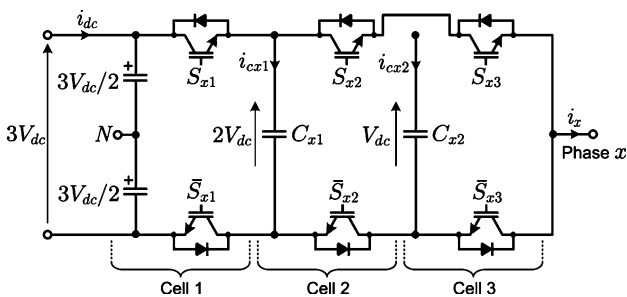 i_dc
S_x1
i_cx1
S_x2
i_cx2
S_x3
3V_dc/2
3V_dc
N
2V_dc
C_x1
V_dc
C_x2
i_x
Phase x
3V_dc/2
S̄_x1
S̄_x2
S̄_x3
Cell 1
Cell 2
Cell 3